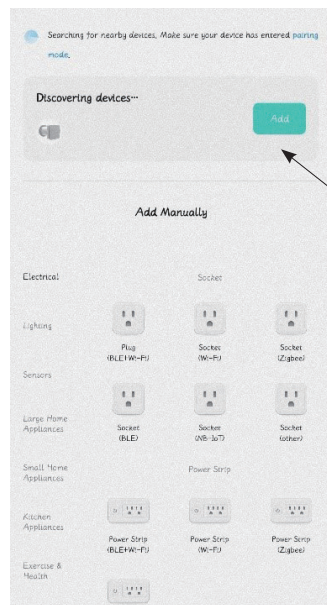 Searching for nearby devices, Make sure your device has entered pairing
mode.
Discovering devices...
Add
Add Manually
Electrical
Socket
Lighting
Plug
(BLE+Wi-Fi)
Socket
(Wi-Fi)
Socket
(Zigbee)
Sensors
Large Home
Appliances
Socket
(BLE)
Socket
(NB-IoT)
Socket
(other)
Small Home
Appliances
Power Strip
Kitchen
Appliances
Power Strip
(BLE+Wi-Fi)
Power Strip
(Wi-Fi)
Power Strip
(Zigbee)
Exercise &
Health